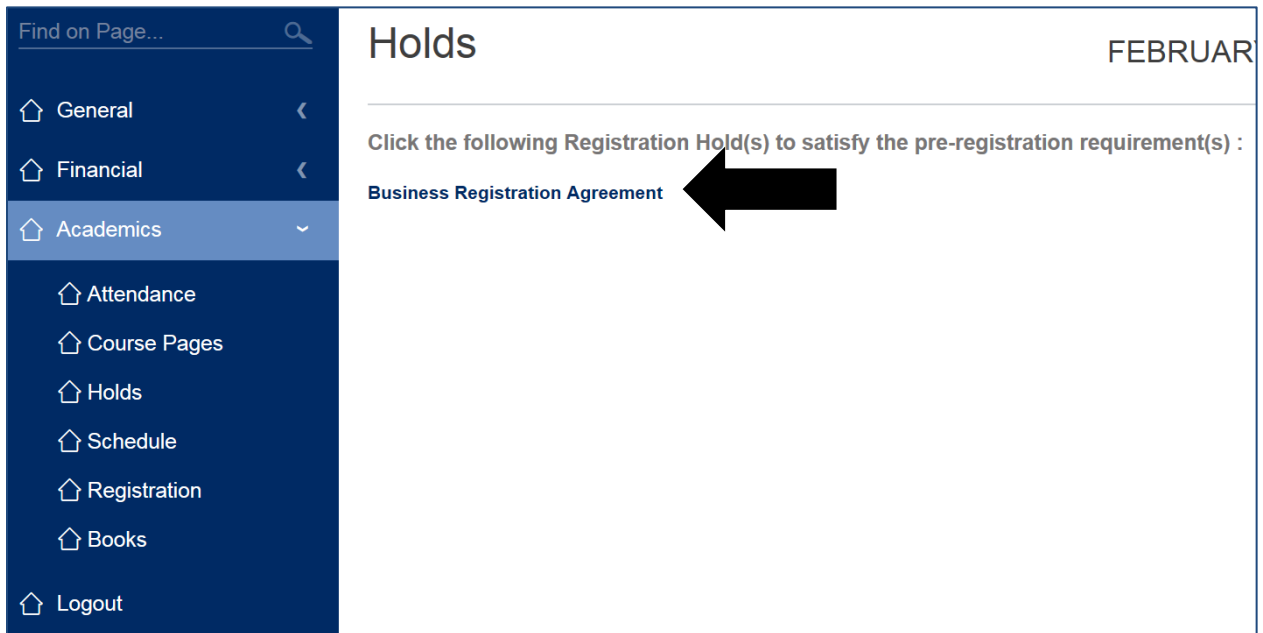 Find on Page...
General
Financial
Academics
Attendance
Course Pages
Holds
Schedule
Registration
Books
Logout
Holds
FEBRUAR
Click the following Registration Hold(s) to satisfy the pre-registration requirement(s) :
Business Registration Agreement